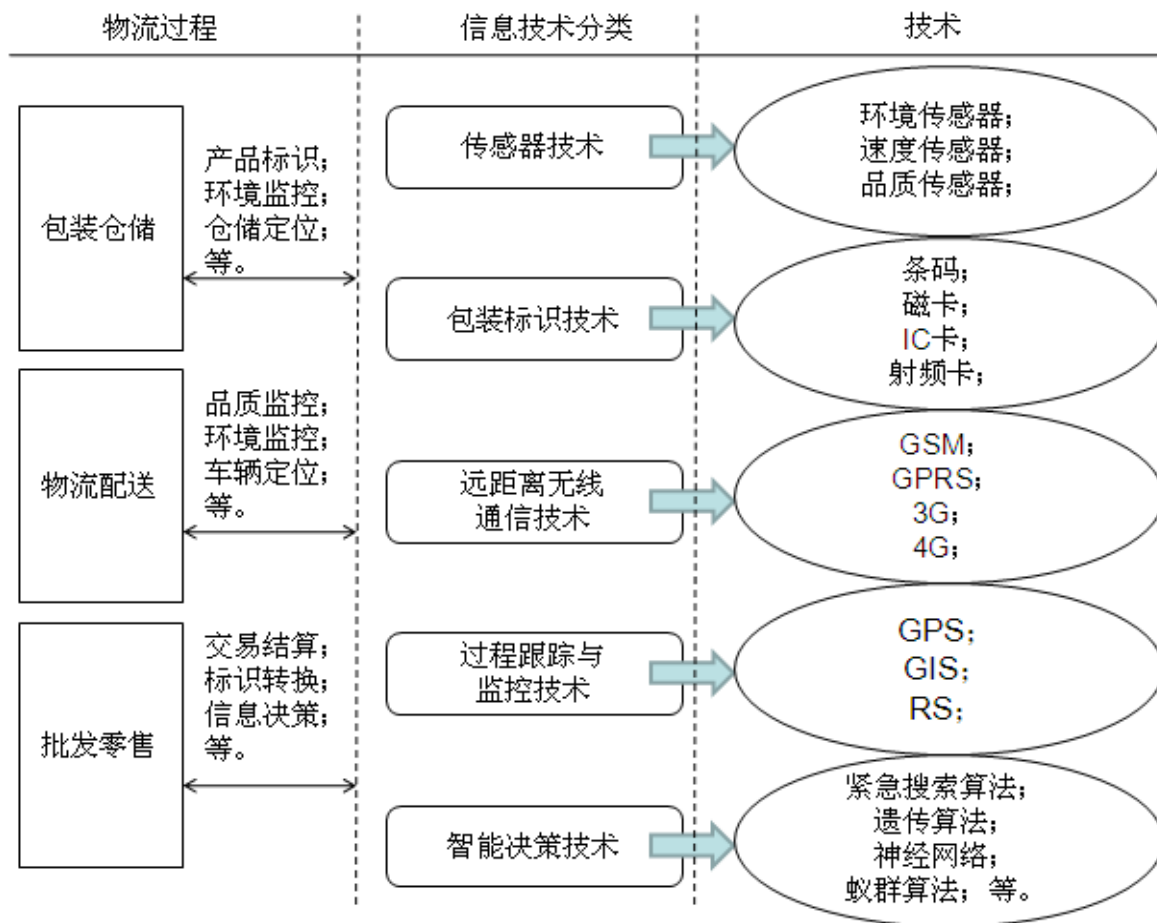 物流过程
信息技术分类
技术
包装仓储
产品标识；
环境监控；
仓储定位；
等。
物流配送
品质监控；
环境监控；
车辆定位；
等。
批发零售
交易结算；
标识转换；
信息决策；
等。
传感器技术
包装标识技术
远距离无线
通信技术
过程跟踪与
监控技术
智能决策技术
环境传感器；
速度传感器；
品质传感器；
条码；
磁卡；
IC卡；
射频卡；
GSM；
GPRS；
3G；
4G；
GPS；
GIS；
RS；
紧急搜索算法；
遗传算法；
神经网络；
蚁群算法；等。